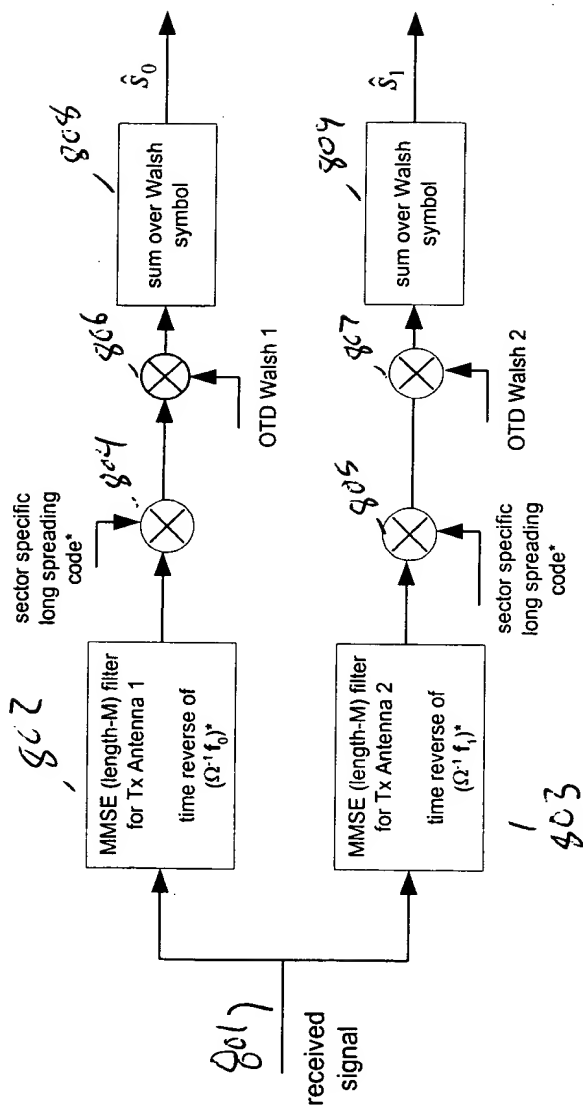 801
received
signal
802
MMSE (length-M) filter
for Tx Antenna 1
time reverse of
(Ω⁻¹ f₀)*
sector specific
long spreading
code*
804
806
OTD Walsh 1
808
sum over Walsh
symbol
ŝ₀
MMSE (length-M) filter
for Tx Antenna 2
time reverse of
(Ω⁻¹ f₁)*
803
805
sector specific
long spreading
code*
807
OTD Walsh 2
809
sum over Walsh
symbol
ŝ₁